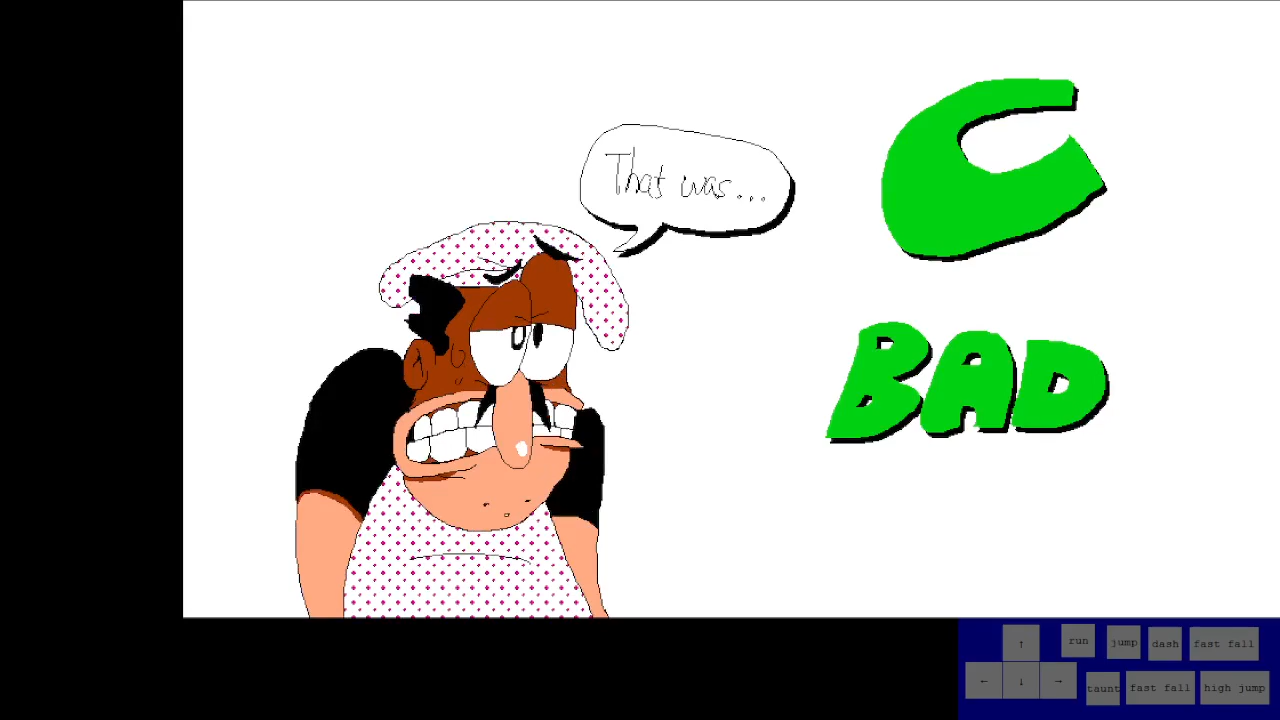 That was...
C
BAD
↑ run jump dash fast fall
← ↓ → taunt fast fall high jump